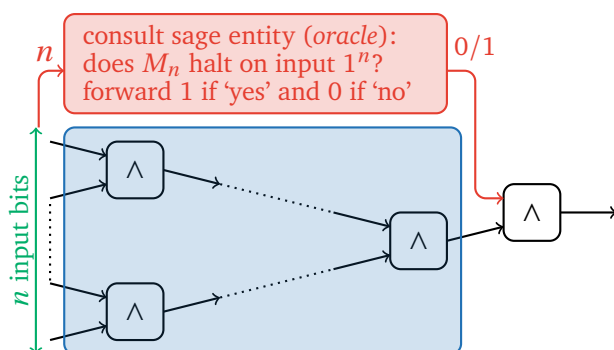 consult sage entity (oracle):
does Mₙ halt on input 1ⁿ?
forward 1 if ‘yes’ and 0 if ‘no’
n
0/1
∧
∧
∧
∧
∧
n input bits